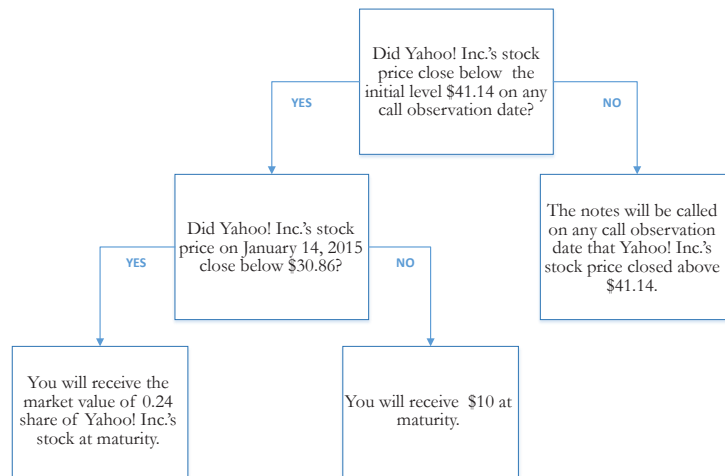 Did Yahoo! Inc.'s stock
price close below the
initial level $41.14 on any
call observation date?
YES
NO
Did Yahoo! Inc.'s stock
price on January 14, 2015
close below $30.86?
The notes will be called
on any call observation
date that Yahoo! Inc.'s
stock price closed above
$41.14.
YES
NO
You will receive the
market value of 0.24
share of Yahoo! Inc.'s
stock at maturity.
You will receive $10 at
maturity.